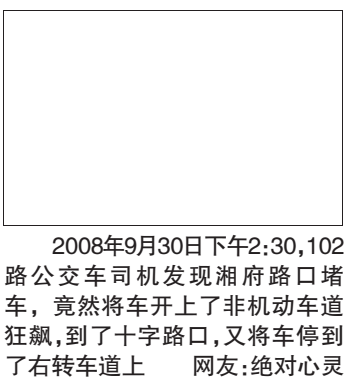 2008年9月30日下午2:30,102
路公交车司机发现湘府路口堵
车，竟然将车开上了非机动车道
狂飙,到了十字路口,又将车停到
了右转车道上　　网友:绝对心灵